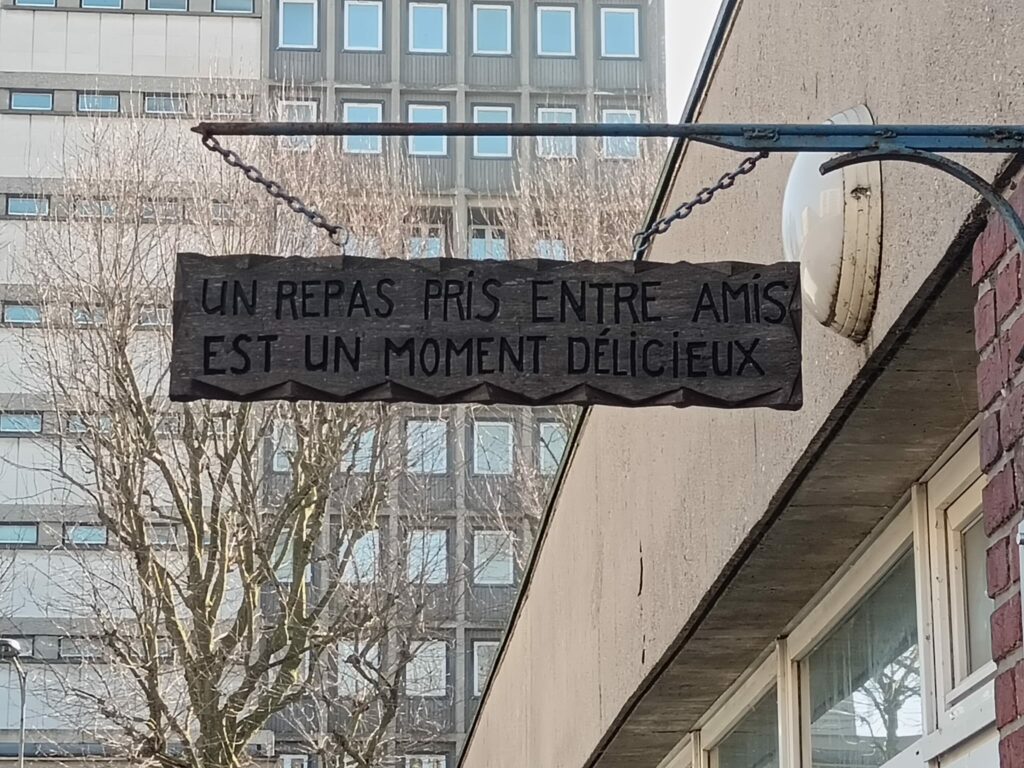 UN REPAS PRIS ENTRE AMIS
EST UN MOMENT DÉLICIEUX